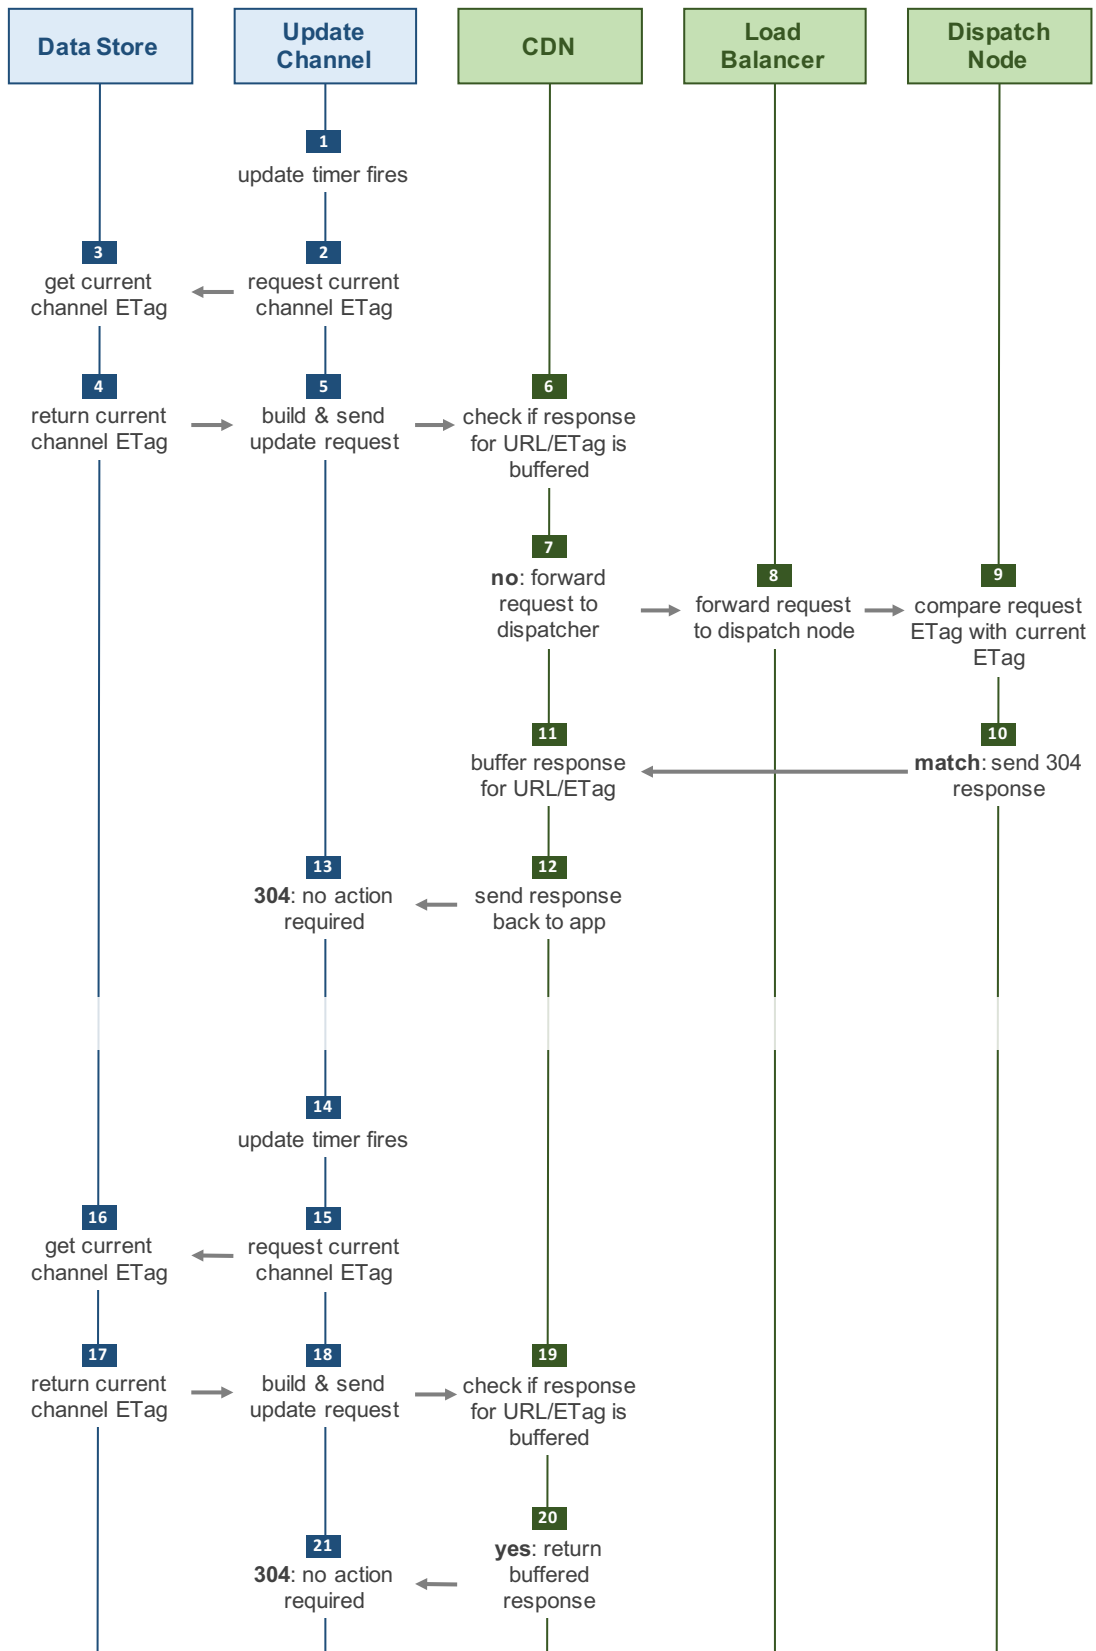 Data Store
Update
Channel
CDN
Load
Balancer
Dispatch
Node
1
update timer fires
3
get current
channel ETag
2
request current
channel ETag
4
return current
channel ETag
5
build & send
update request
6
check if response
for URL/ETag is
buffered
7
no: forward
request to
dispatcher
8
forward request
to dispatch node
9
compare request
ETag with current
ETag
11
buffer response
for URL/ETag
10
match: send 304
response
13
304: no action
required
12
send response
back to app
14
update timer fires
16
get current
channel ETag
15
request current
channel ETag
17
return current
channel ETag
18
build & send
update request
19
check if response
for URL/ETag is
buffered
20
yes: return
buffered
response
21
304: no action
required